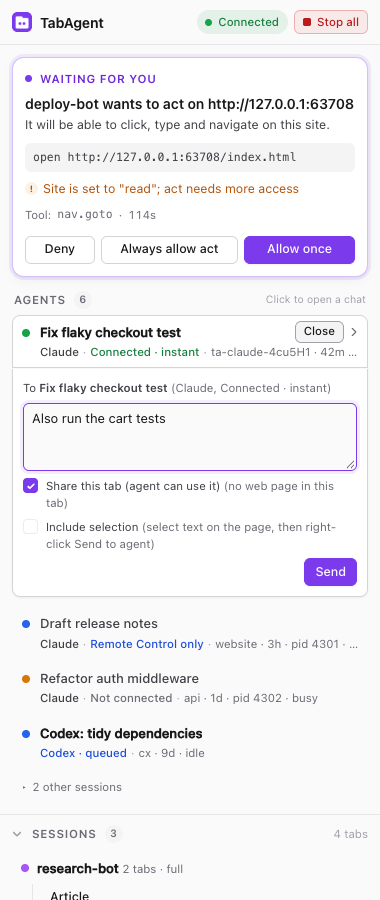 TabAgent
Connected
Stop all
WAITING FOR YOU
deploy-bot wants to act on http://127.0.0.1:63708
It will be able to click, type and navigate on this site.
open http://127.0.0.1:63708/index.html
! Site is set to "read"; act needs more access
Tool: nav.goto · 114s
Deny
Always allow act
Allow once
AGENTS 6
Click to open a chat
Fix flaky checkout test
Close
Claude · Connected · instant · ta-claude-4cu5H1 · 42m ...
To Fix flaky checkout test (Claude, Connected · instant)
Also run the cart tests
Share this tab (agent can use it) (no web page in this
tab)
Include selection (select text on the page, then right-
click Send to agent)
Send
Draft release notes
Claude · Remote Control only · website · 3h · pid 4301 · ...
Refactor auth middleware
Claude · Not connected · api · 1d · pid 4302 · busy
Codex: tidy dependencies
Codex · queued · cx · 9d · idle
2 other sessions
SESSIONS 3
4 tabs
research-bot 2 tabs · full
Article